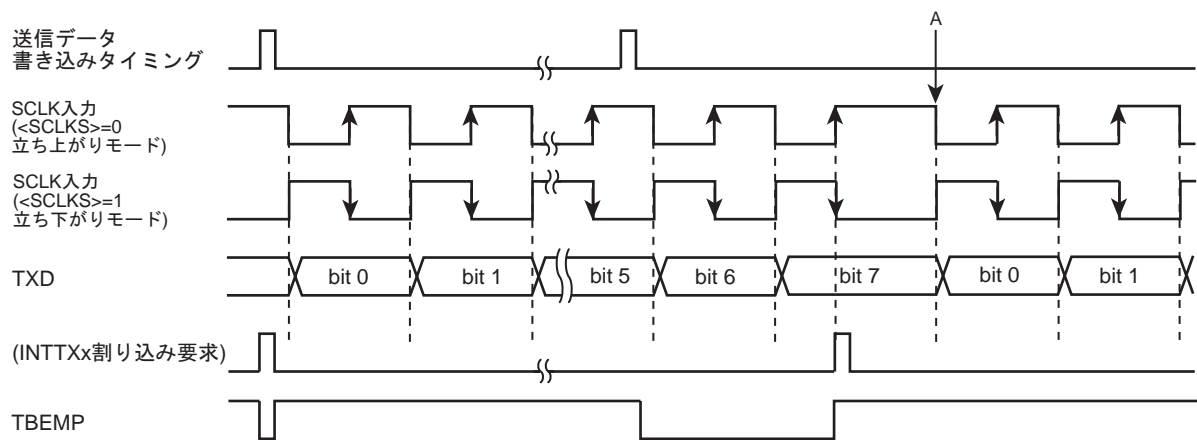 A
送信データ
書き込みタイミング
SCLK入力
(<SCLKS>=0
立ち上がりモード)
SCLK入力
(<SCLKS>=1
立ち下がりモード)
TXD
bit 0
bit 1
bit 5
bit 6
bit 7
bit 0
bit 1
(INTTXx割り込み要求)
TBEMP